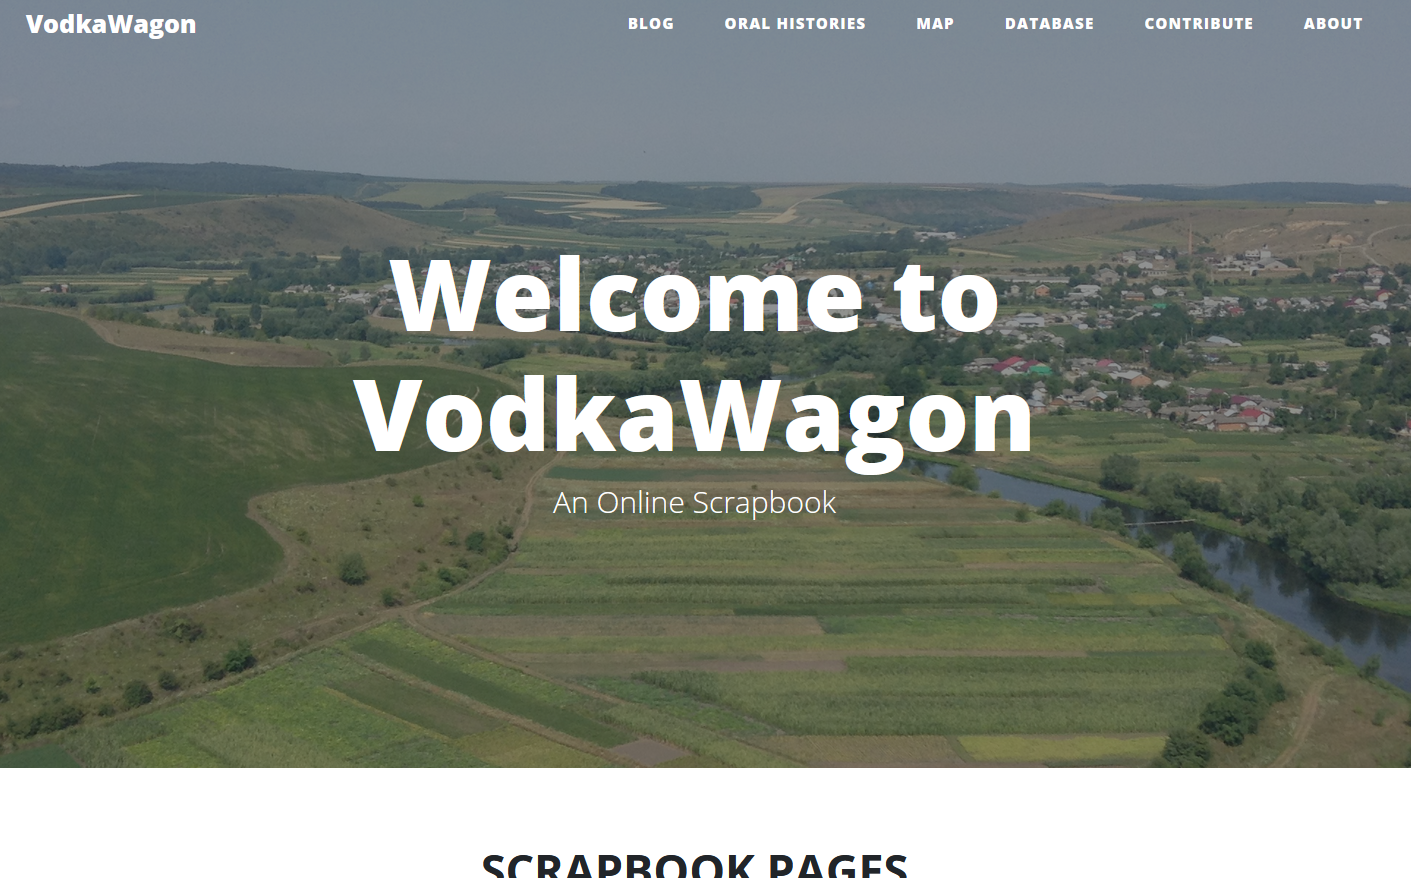 VodkaWagon
BLOG ORAL HISTORIES MAP DATABASE CONTRIBUTE ABOUT
Welcome to
VodkaWagon
An Online Scrapbook
SCRAPBOOK PAGES